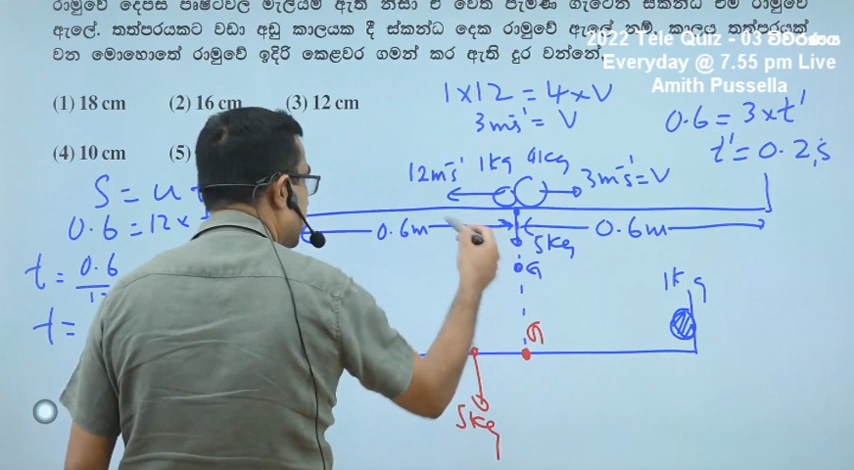 රාමුවේ දෙපස පෘෂ්ටවල මැලියම් ඇති නිසා ඒ වෙත පැමිණ ගැටෙන ස්කන්ධ එම රාමුවේ
ඇලේ. තත්පරයකට වඩා අඩු කාලයක දී ස්කන්ධ දෙක රාමුවේ ඇලේ නම්, කාලය තත්පරයක්
වන මොහොතේ රාමුවේ ඉදිරි කෙළවර ගමන් කර ඇති දුර වන්නේ,
2022 Tele Quiz - 03 විවරණය
Everyday @ 7.55 pm Live
Amith Pussella
(1) 18 cm (2) 16 cm (3) 12 cm
(4) 10 cm (5)
1 x 12 = 4 x V
3ms⁻¹ = V
0.6 = 3 x t'
t' = 0.2 s
S = u t
0.6 = 12 x
t = 0.6
t =
12ms⁻¹ 1kg 4kg 3ms⁻¹ = V
0.6m 0.6m
5kg
G
1kg
G
5kg